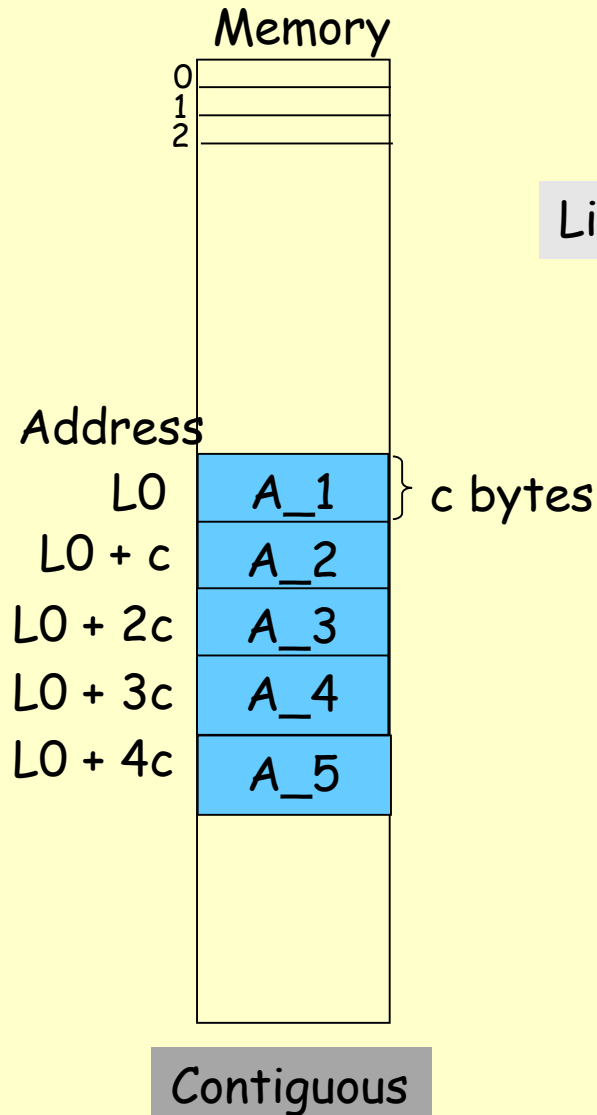 Memory
0
1
2
Address
L0 A_1 c bytes
L0 + c A_2
L0 + 2c A_3
L0 + 3c A_4
L0 + 4c A_5
Contiguous